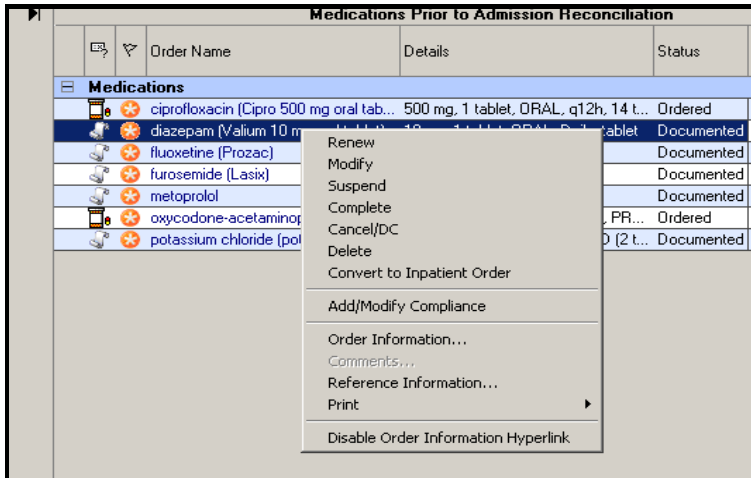 Medications Prior to Admission Reconciliation
Order Name Details Status
Medications
ciprofloxacin (Cipro 500 mg oral tab... 500 mg, 1 tablet, ORAL, q12h, 14 t... Ordered
diazepam (Valium 10 Documented
fluoxetine (Prozac) Documented
furosemide (Lasix) Documented
metoprolol Documented
oxycodone-acetaminop , PR... Ordered
potassium chloride (pot (2 t... Documented
Renew
Modify
Suspend
Complete
Cancel/DC
Delete
Convert to Inpatient Order
Add/Modify Compliance
Order Information...
Comments...
Reference Information...
Print
Disable Order Information Hyperlink